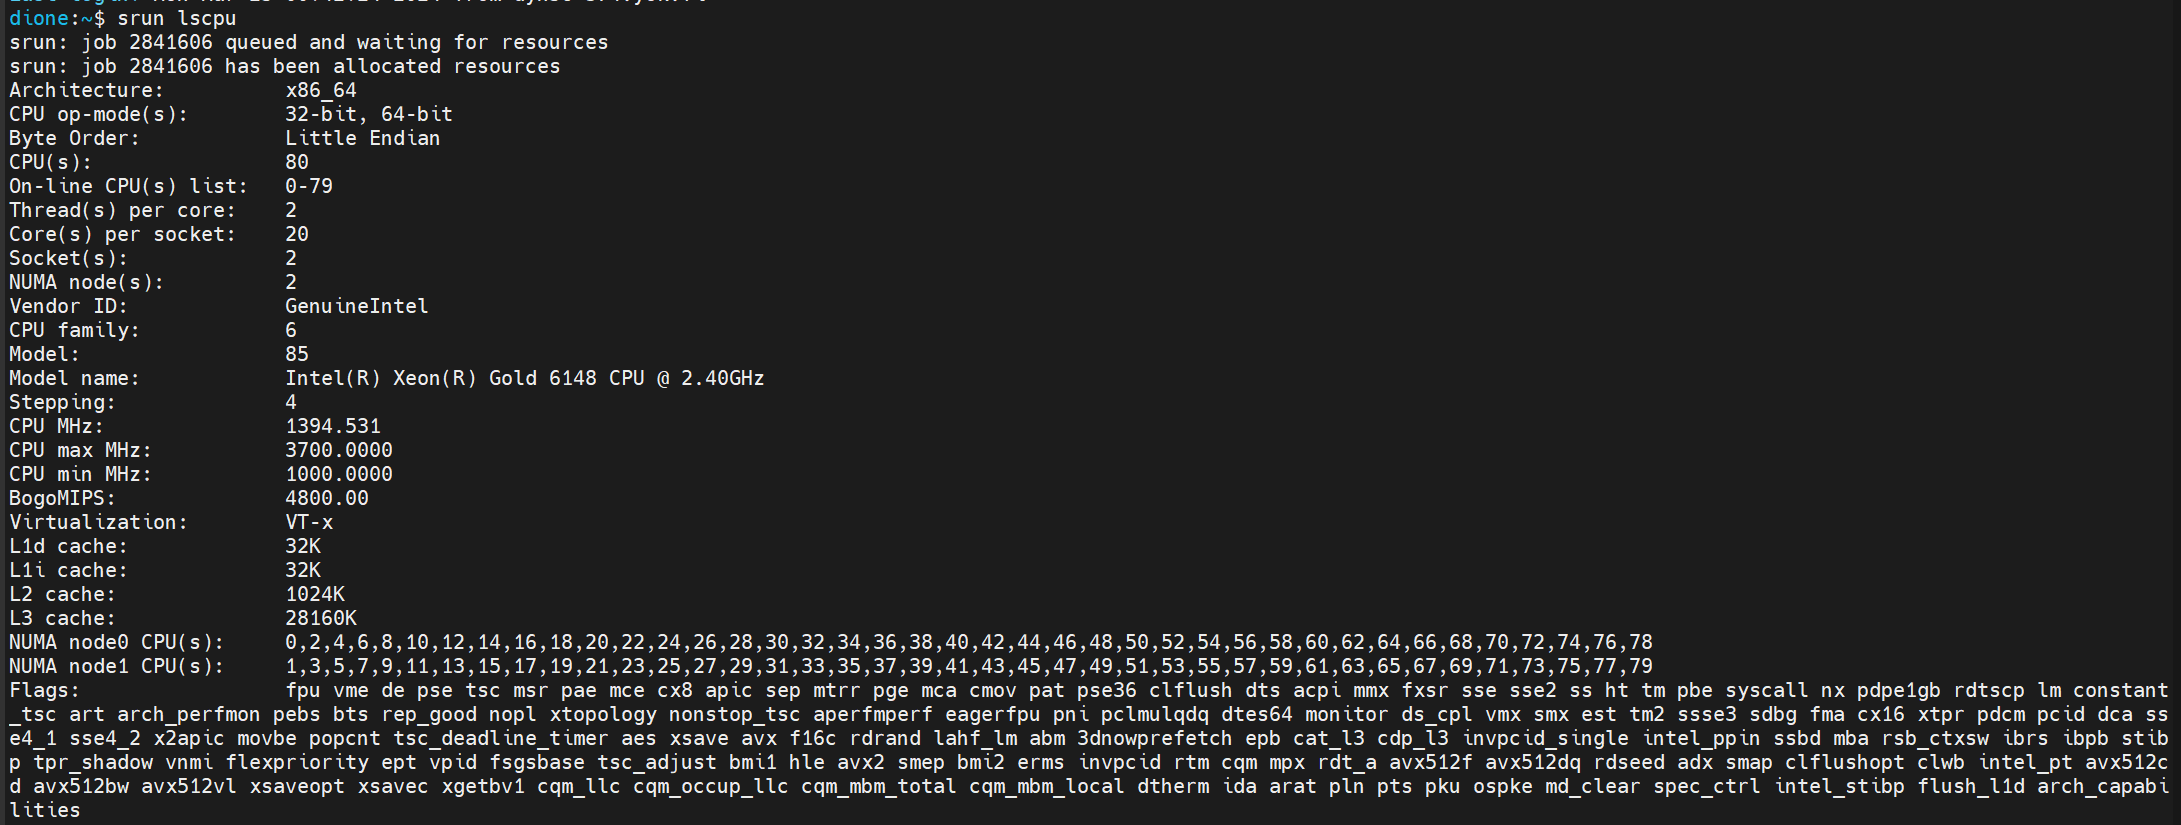 dione:~$ srun lscpu
srun: job 2841606 queued and waiting for resources
srun: job 2841606 has been allocated resources
Architecture:          x86_64
CPU op-mode(s):        32-bit, 64-bit
Byte Order:            Little Endian
CPU(s):                80
On-line CPU(s) list:   0-79
Thread(s) per core:    2
Core(s) per socket:    20
Socket(s):             2
NUMA node(s):          2
Vendor ID:             GenuineIntel
CPU family:            6
Model:                 85
Model name:            Intel(R) Xeon(R) Gold 6148 CPU @ 2.40GHz
Stepping:              4
CPU MHz:               1394.531
CPU max MHz:           3700.0000
CPU min MHz:           1000.0000
BogoMIPS:              4800.00
Virtualization:        VT-x
L1d cache:             32K
L1i cache:             32K
L2 cache:              1024K
L3 cache:              28160K
NUMA node0 CPU(s):     0,2,4,6,8,10,12,14,16,18,20,22,24,26,28,30,32,34,36,38,40,42,44,46,48,50,52,54,56,58,60,62,64,66,68,70,72,74,76,78
NUMA node1 CPU(s):     1,3,5,7,9,11,13,15,17,19,21,23,25,27,29,31,33,35,37,39,41,43,45,47,49,51,53,55,57,59,61,63,65,67,69,71,73,75,77,79
Flags:                 fpu vme de pse tsc msr pae mce cx8 apic sep mtrr pge mca cmov pat pse36 clflush dts acpi mmx fxsr sse sse2 ss ht tm pbe syscall nx pdpe1gb rdtscp lm constant
_tsc art arch_perfmon pebs bts rep_good nopl xtopology nonstop_tsc aperfmperf eagerfpu pni pclmulqdq dtes64 monitor ds_cpl vmx smx est tm2 ssse3 sdbg fma cx16 xtpr pdcm pcid dca ss
e4_1 sse4_2 x2apic movbe popcnt tsc_deadline_timer aes xsave avx f16c rdrand lahf_lm abm 3dnowprefetch epb cat_l3 cdp_l3 invpcid_single intel_ppin ssbd mba rsb_ctxsw ibrs ibpb stib
p tpr_shadow vnmi flexpriority ept vpid fsgsbase tsc_adjust bmi1 hle avx2 smep bmi2 erms invpcid rtm cqm mpx rdt_a avx512f avx512dq rdseed adx smap clflushopt clwb intel_pt avx512c
d avx512bw avx512vl xsaveopt xsavec xgetbv1 cqm_llc cqm_occup_llc cqm_mbm_total cqm_mbm_local dtherm ida arat pln pts pku ospke md_clear spec_ctrl intel_stibp flush_l1d arch_capabi
lities